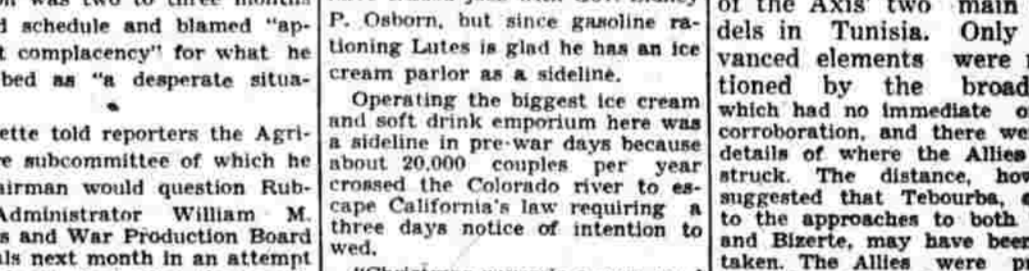 schedule and blamed "ap-
complacency" for what he
bed as "a desperate situa-
ette told reporters the Agri-
e subcommittee of which he
airman would question Rub-
Administrator William M.
s and War Production Board
ls next month in an attempt
P. Osborn, but since gasoline ra-
tioning Lutes is glad he has an ice
cream parlor as a sideline.
Operating the biggest ice cream
and soft drink emporium here was
a sideline in pre-war days because
about 20,000 couples per year
crossed the Colorado river to es-
cape California's law requiring a
three days notice of intention to
wed.
of the Axis' two main
dels in Tunisia. Only
vanced elements were
tioned by the broad
which had no immediate
corroboration, and there we
details of where the Allies
struck. The distance, how
suggested that Tebourba,
to the approaches to both
and Bizerte, may have been
taken. The Allies were